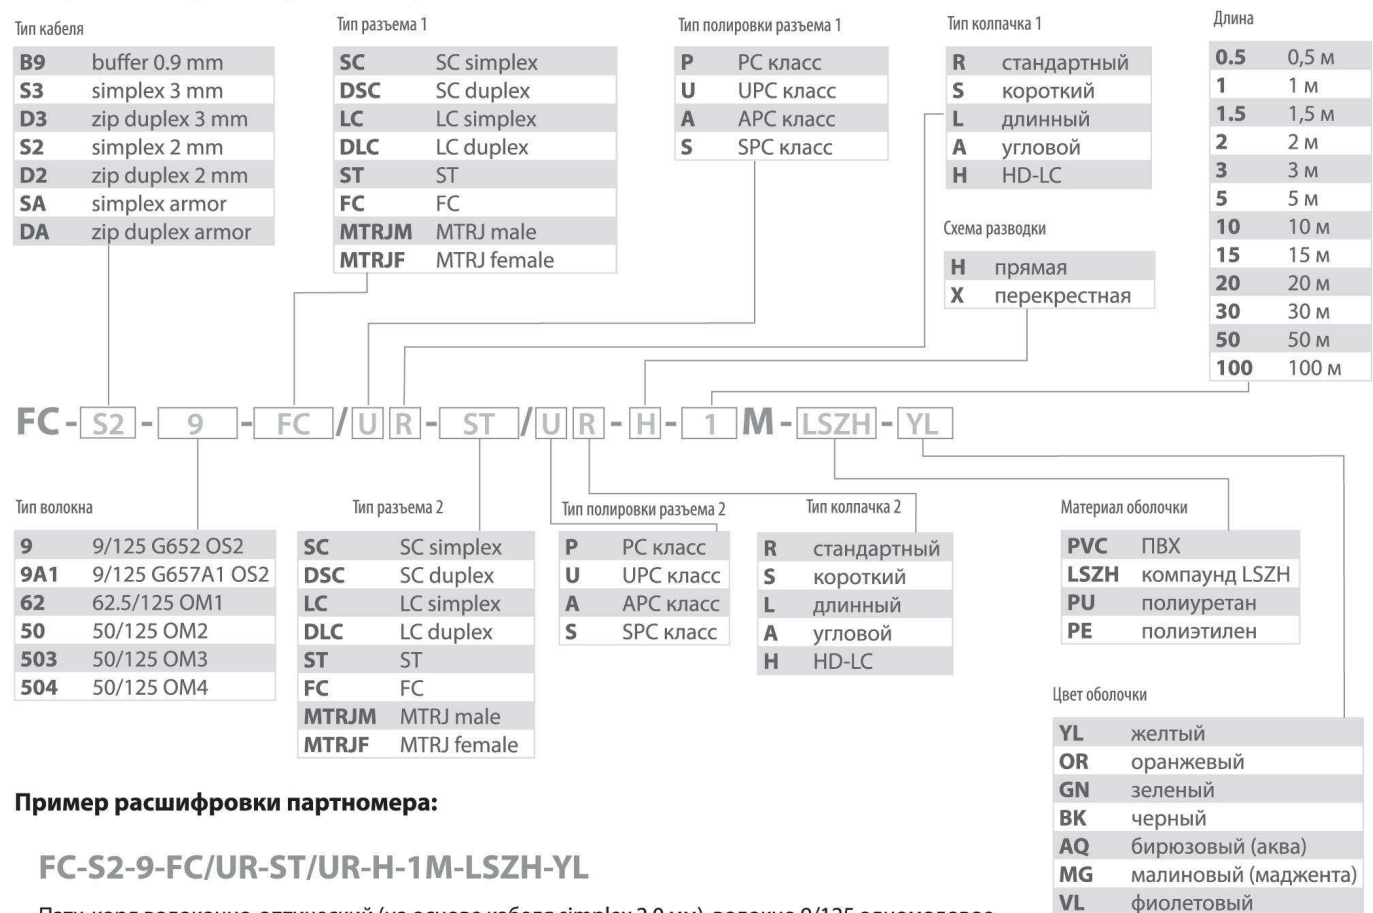 Тип кабеля
B9 buffer 0.9 mm
S3 simplex 3 mm
D3 zip duplex 3 mm
S2 simplex 2 mm
D2 zip duplex 2 mm
SA simplex armor
DA zip duplex armor
Тип разъема 1
SC SC simplex
DSC SC duplex
LC LC simplex
DLC LC duplex
ST ST
FC FC
MTRJM MTRJ male
MTRJF MTRJ female
Тип полировки разъема 1
P PC класс
U UPC класс
A APC класс
S SPC класс
Тип колпачка 1
R стандартный
S короткий
L длинный
A угловой
H HD-LC
Схема разводки
H прямая
X перекрестная
Длина
0.5 0,5 м
1 1 м
1.5 1,5 м
2 2 м
3 3 м
5 5 м
10 10 м
15 15 м
20 20 м
30 30 м
50 50 м
100 100 м
FC - S2 - 9 - FC / U R - ST / U R - H - 1 M - LSZH - YL
Тип волокна
9 9/125 G652 OS2
9A1 9/125 G657A1 OS2
62 62.5/125 OM1
50 50/125 OM2
503 50/125 OM3
504 50/125 OM4
Тип разъема 2
SC SC simplex
DSC SC duplex
LC LC simplex
DLC LC duplex
ST ST
FC FC
MTRJM MTRJ male
MTRJF MTRJ female
Тип полировки разъема 2
P PC класс
U UPC класс
A APC класс
S SPC класс
Тип колпачка 2
R стандартный
S короткий
L длинный
A угловой
H HD-LC
Материал оболочки
PVC ПВХ
LSZH компаунд LSZH
PU полиуретан
PE полиэтилен
Цвет оболочки
YL желтый
OR оранжевый
GN зеленый
BK черный
AQ бирюзовый (аква)
MG малиновый (маджента)
VL фиолетовый
Пример расшифровки партномера:
FC-S2-9-FC/UR-ST/UR-H-1M-LSZH-YL